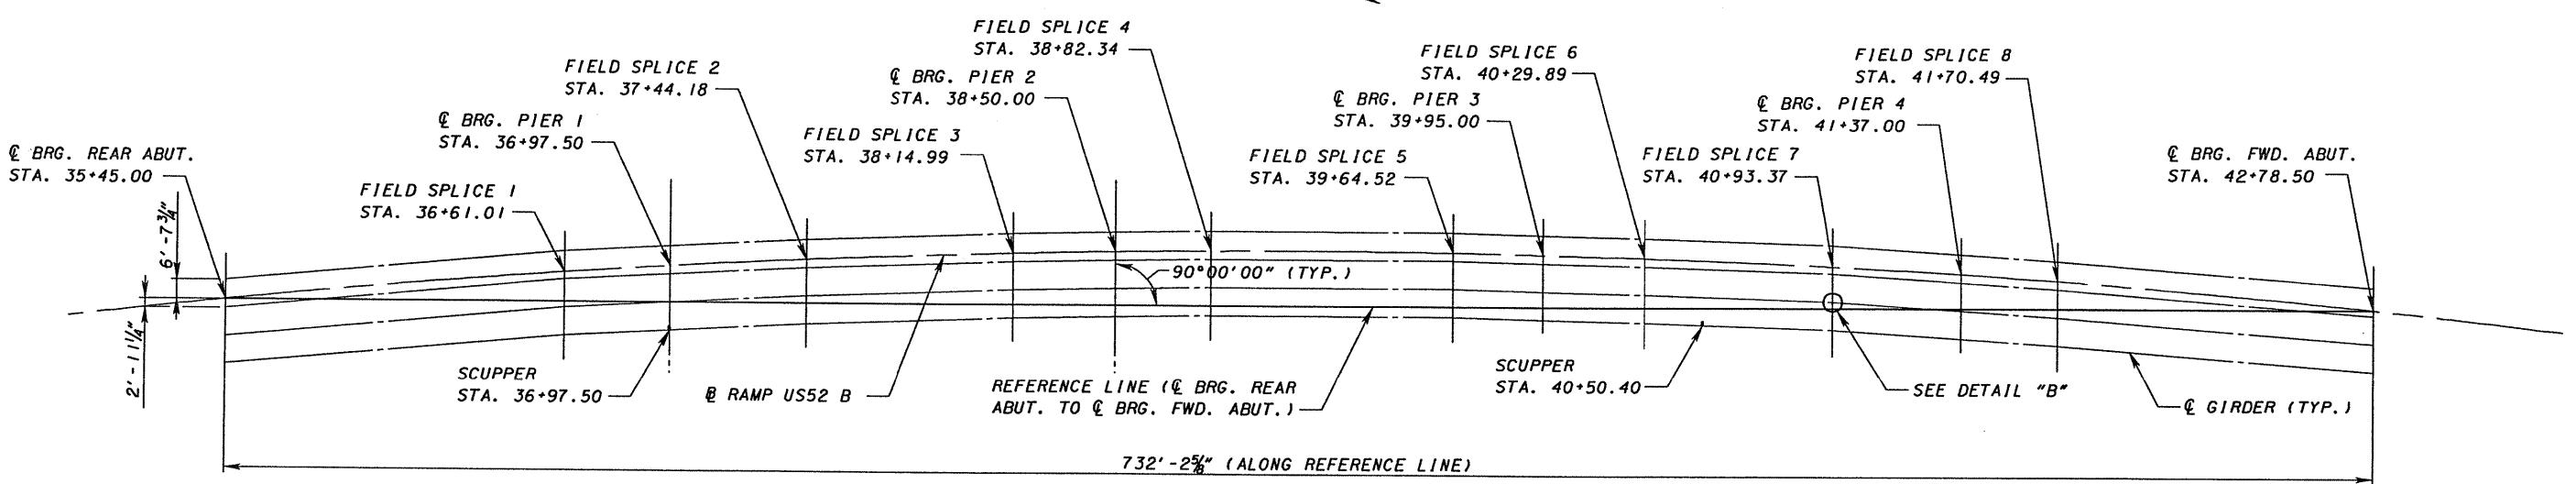 FIELD SPLICE 4
STA. 38+82.34
FIELD SPLICE 6
STA. 40+29.89
FIELD SPLICE 8
STA. 41+70.49
FIELD SPLICE 2
STA. 37+44.18
℄ BRG. PIER 2
STA. 38+50.00
℄ BRG. PIER 3
STA. 39+95.00
℄ BRG. PIER 4
STA. 41+37.00
℄ BRG. PIER 1
STA. 36+97.50
FIELD SPLICE 3
STA. 38+14.99
℄ BRG. REAR ABUT.
STA. 35+45.00
FIELD SPLICE 5
STA. 39+64.52
FIELD SPLICE 7
STA. 40+93.37
℄ BRG. FWD. ABUT.
STA. 42+78.50
FIELD SPLICE 1
STA. 36+61.01
6'-7¾"
90°00'00" (TYP.)
2'-11¼"
SCUPPER
STA. 36+97.50
℔ RAMP US52 B
REFERENCE LINE (℄ BRG. REAR
ABUT. TO ℄ BRG. FWD. ABUT.)
SCUPPER
STA. 40+50.40
SEE DETAIL "B"
℄ GIRDER (TYP.)
732'-2⅝" (ALONG REFERENCE LINE)